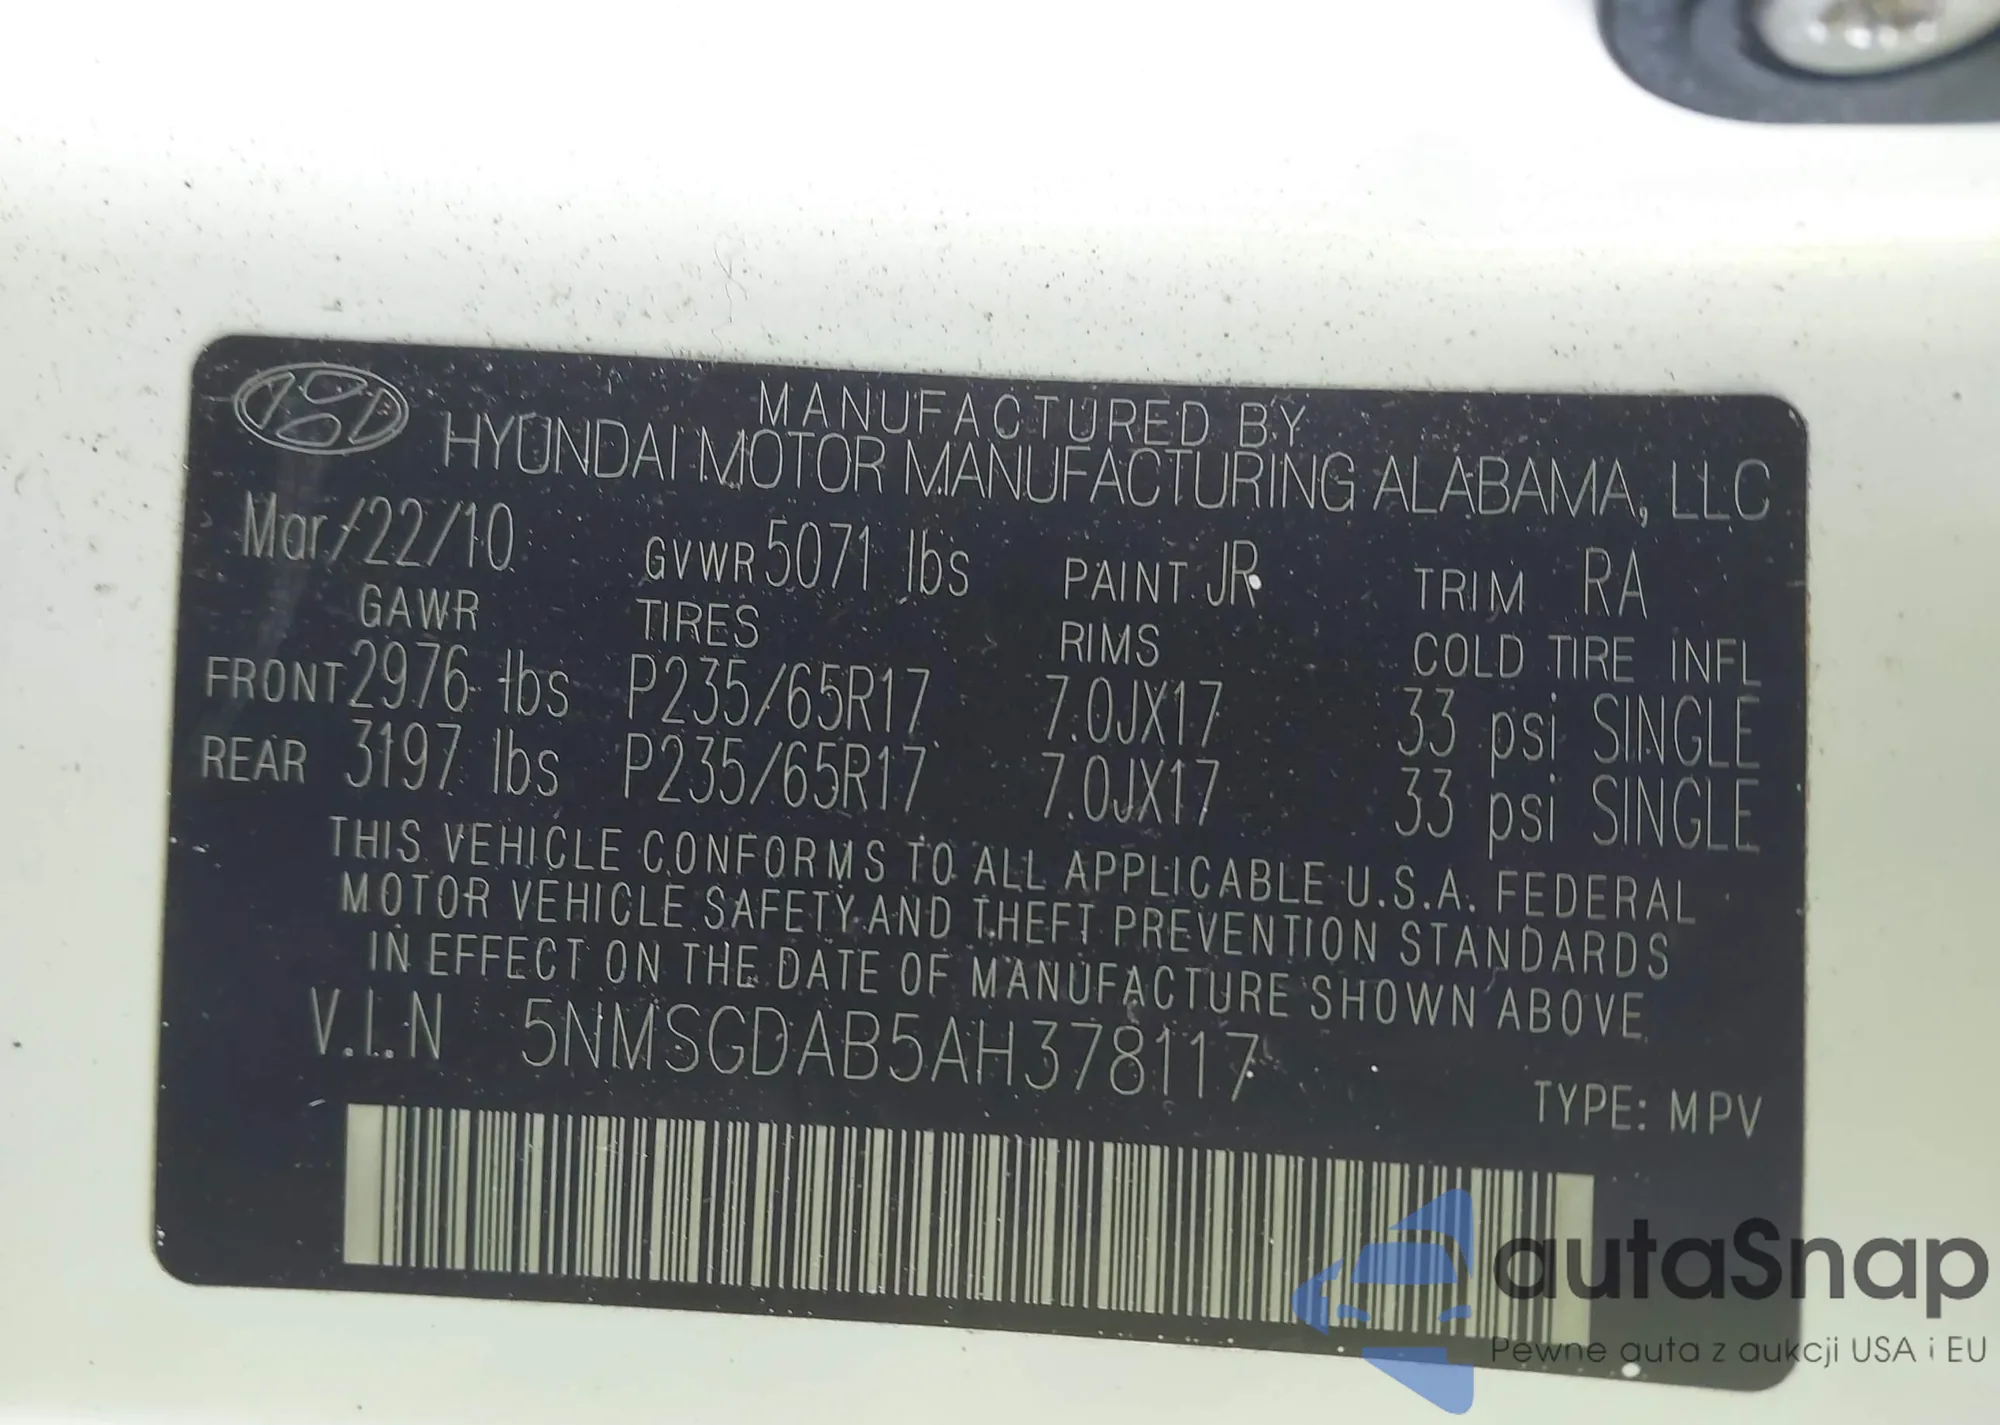 MANUFACTURED BY
HYUNDAI MOTOR MANUFACTURING ALABAMA, LLC
Mar/22/10 GVWR 5071 lbs PAINT JR TRIM RA
GAWR TIRES RIMS COLD TIRE INFL
FRONT 2976 lbs P235/65R17 7.0JX17 33 psi SINGLE
REAR 3197 lbs P235/65R17 7.0JX17 33 psi SINGLE
THIS VEHICLE CONFORMS TO ALL APPLICABLE U.S.A. FEDERAL
MOTOR VEHICLE SAFETY AND THEFT PREVENTION STANDARDS
IN EFFECT ON THE DATE OF MANUFACTURE SHOWN ABOVE
V.I.N 5NMSGDAB5AH378117
TYPE: MPV
autaSnap
Pewne auta z aukcji USA i EU